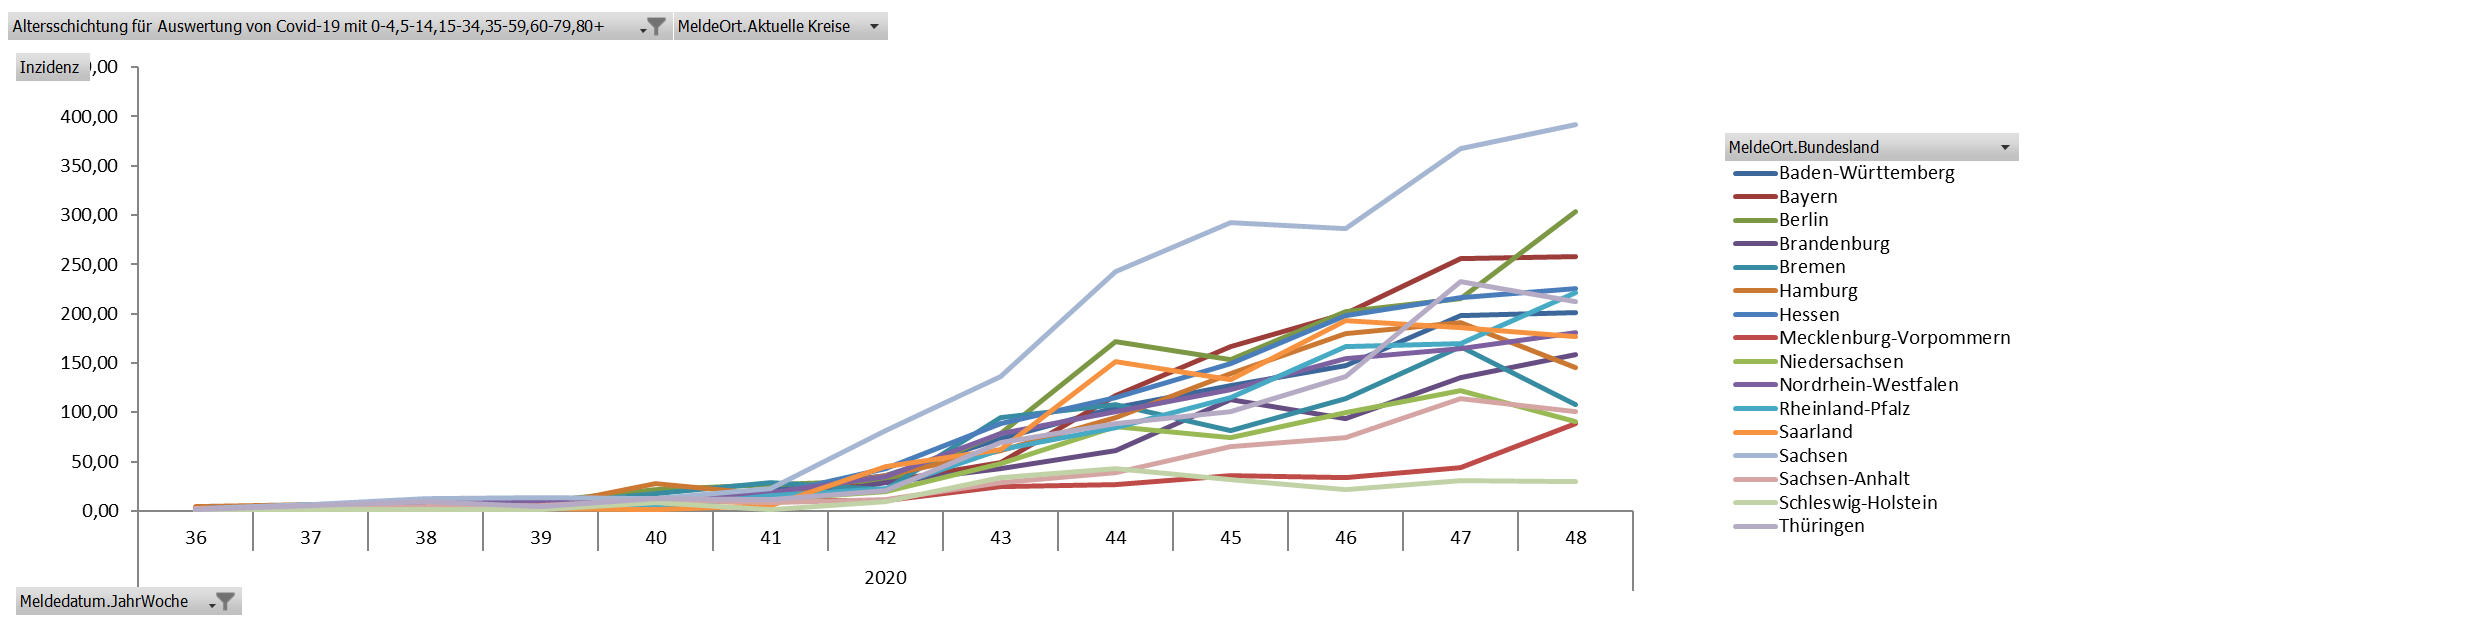 Altersschichtung für Auswertung von Covid-19 mit 0-4,5-14,15-34,35-59,60-79,80+ MeldeOrt.Aktuelle Kreise
Inzidenz 0,00
400,00
350,00
300,00
250,00
200,00
150,00
100,00
50,00
0,00
36 37 38 39 40 41 42 43 44 45 46 47 48
2020
Meldedatum.JahrWoche
MeldeOrt.Bundesland
Baden-Württemberg
Bayern
Berlin
Brandenburg
Bremen
Hamburg
Hessen
Mecklenburg-Vorpommern
Niedersachsen
Nordrhein-Westfalen
Rheinland-Pfalz
Saarland
Sachsen
Sachsen-Anhalt
Schleswig-Holstein
Thüringen